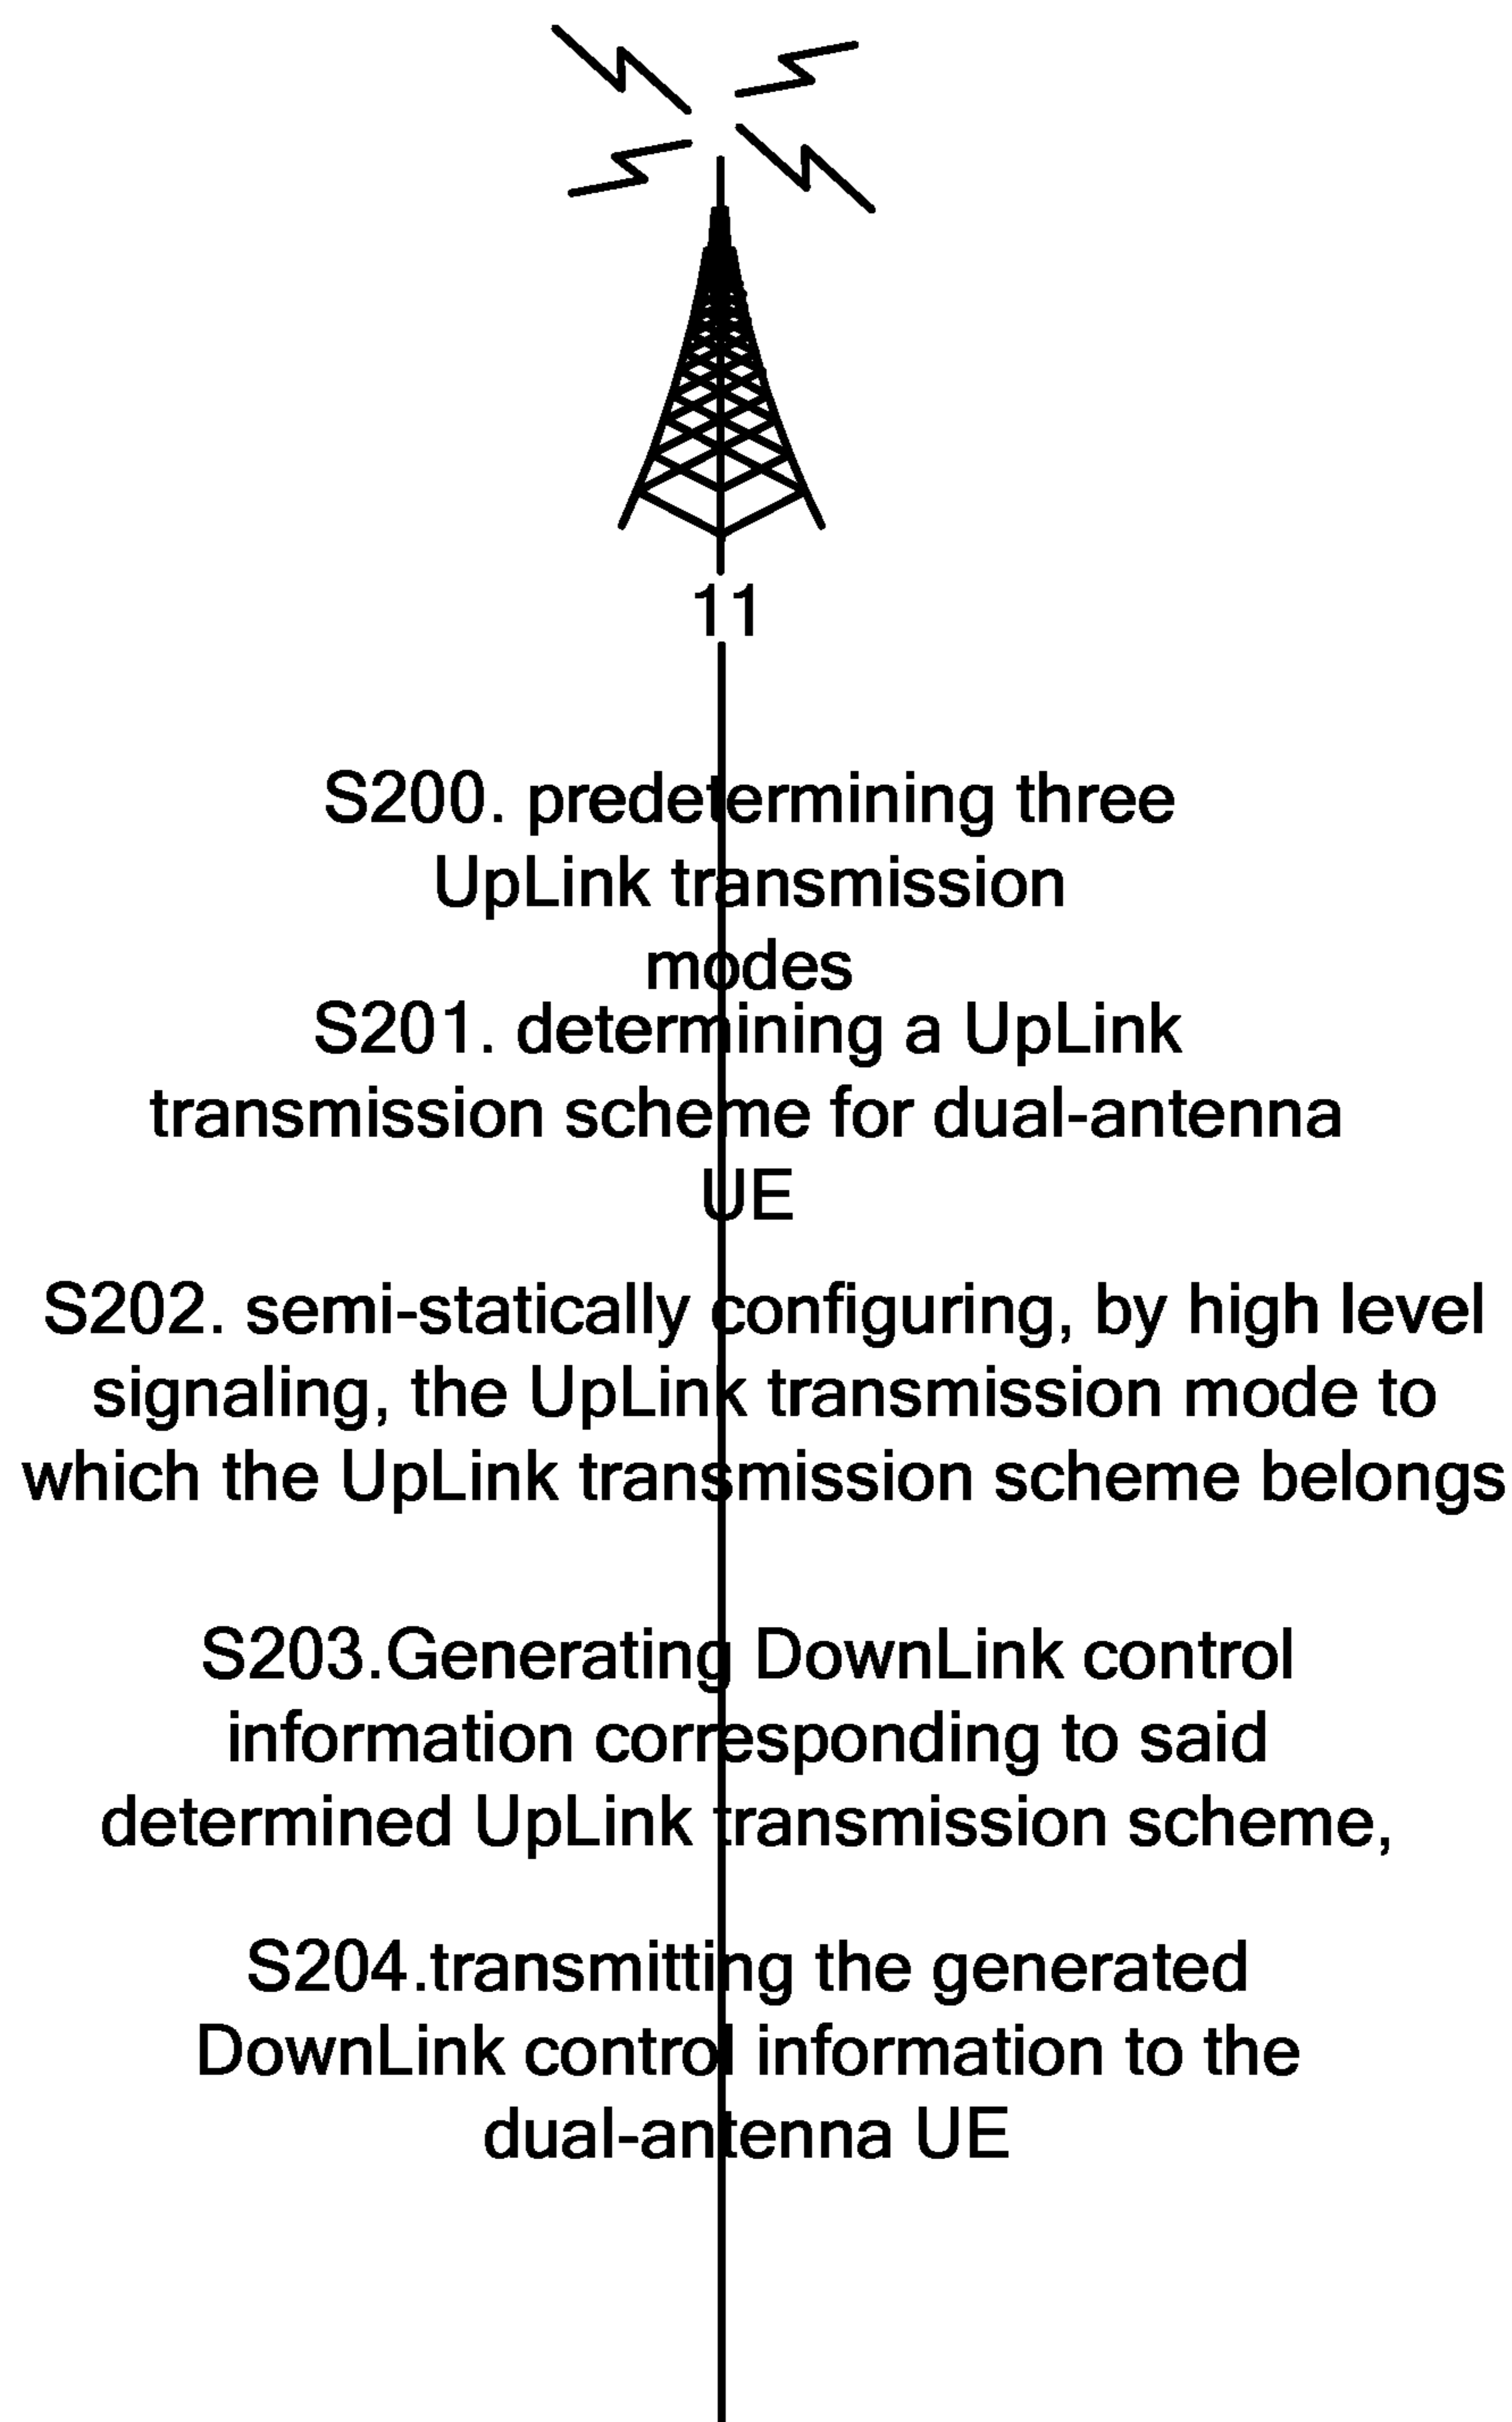 11
S200. predetermining three
UpLink transmission
modes
S201. determining a UpLink
transmission scheme for dual-antenna
UE
S202. semi-statically configuring, by high level
signaling, the UpLink transmission mode to
which the UpLink transmission scheme belongs
S203.Generating DownLink control
information corresponding to said
determined UpLink transmission scheme,
S204.transmitting the generated
DownLink control information to the
dual-antenna UE